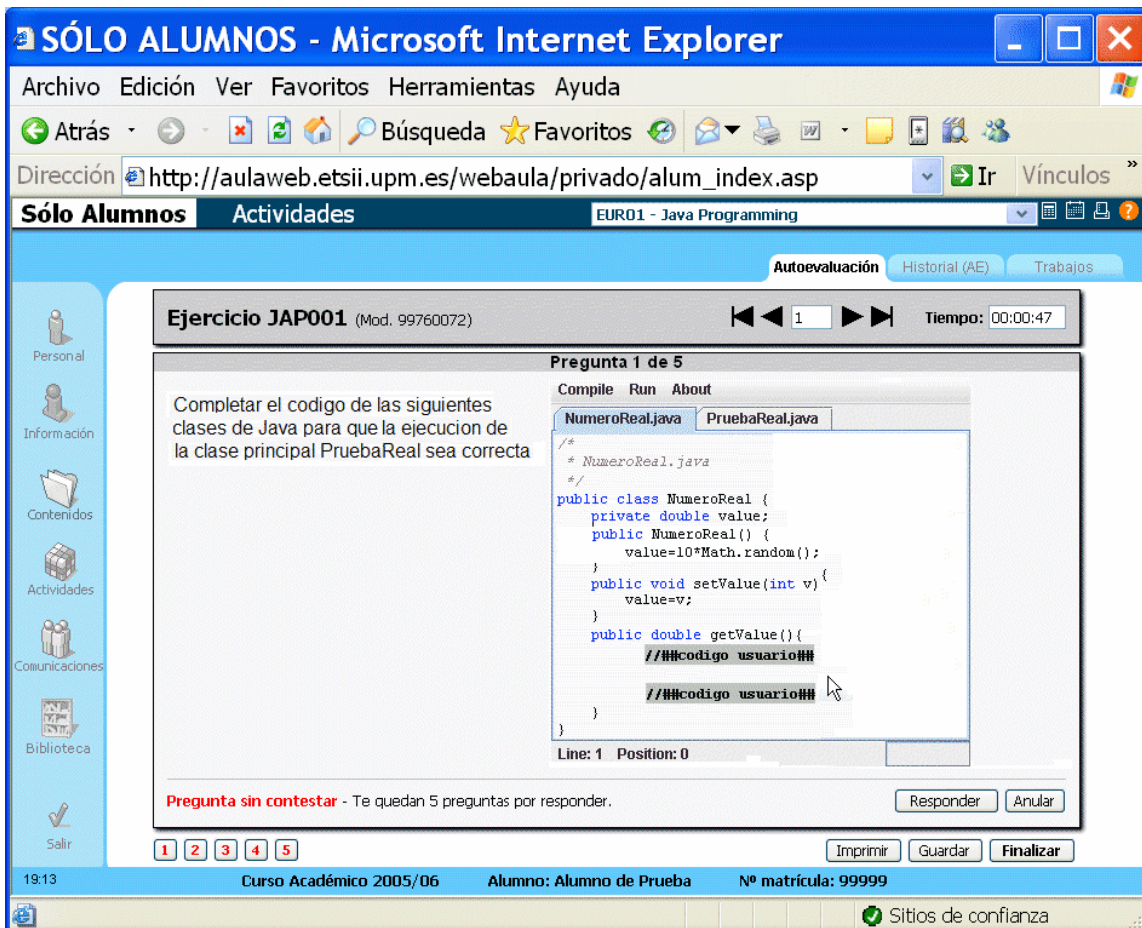 SÓLO ALUMNOS - Microsoft Internet Explorer
Archivo Edición Ver Favoritos Herramientas Ayuda
Atrás Búsqueda Favoritos
Dirección http://aulaweb.etsii.upm.es/webaula/privado/alum_index.asp Ir Vínculos »
Sólo Alumnos Actividades EUR01 - Java Programming
Autoevaluación Historial (AE) Trabajos
Ejercicio JAP001 (Mod. 99760072) 1 Tiempo: 00:00:47
Personal
Información
Contenidos
Actividades
Comunicaciones
Biblioteca
Salir
Pregunta 1 de 5
Completar el codigo de las siguientes
clases de Java para que la ejecucion de
la clase principal PruebaReal sea correcta
Compile Run About
NumeroReal.java PruebaReal.java
/*
* NumeroReal.java
*/
public class NumeroReal {
private double value;
public NumeroReal() {
value=10*Math.random();
}
public void setValue(int v) {
value=v;
}
public double getValue(){
//##codigo usuario##
//##codigo usuario##
}
}
Line: 1 Position: 0
Pregunta sin contestar - Te quedan 5 preguntas por responder. Responder Anular
1 2 3 4 5 Imprimir Guardar Finalizar
19:13 Curso Académico 2005/06 Alumno: Alumno de Prueba Nº matrícula: 99999
Sitios de confianza